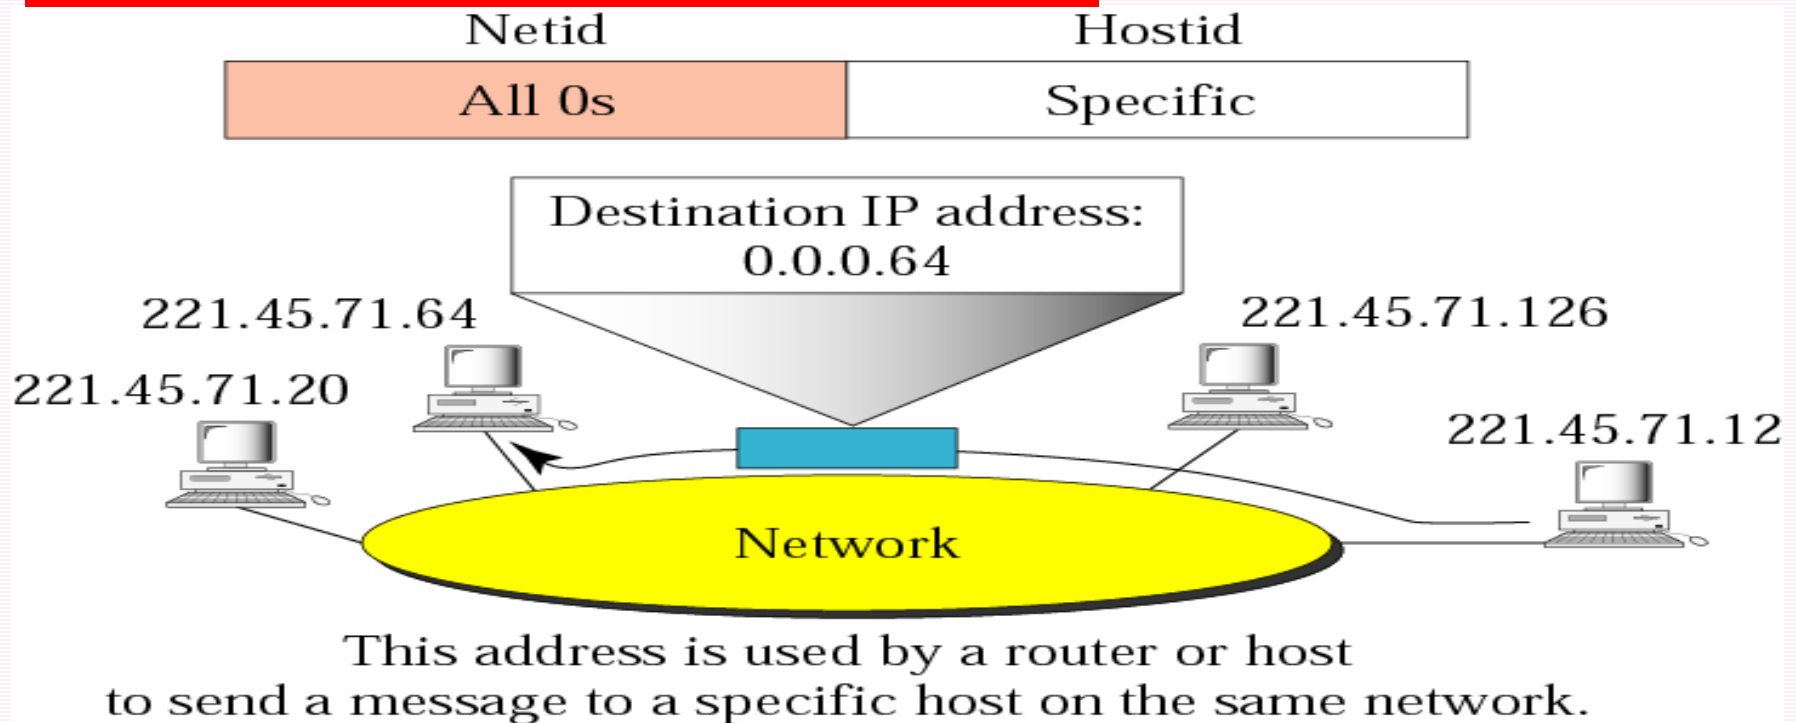 Netid
Hostid
All 0s
Specific
Destination IP address:
0.0.0.64
221.45.71.64
221.45.71.126
221.45.71.20
221.45.71.12
Network
This address is used by a router or host
to send a message to a specific host on the same network.